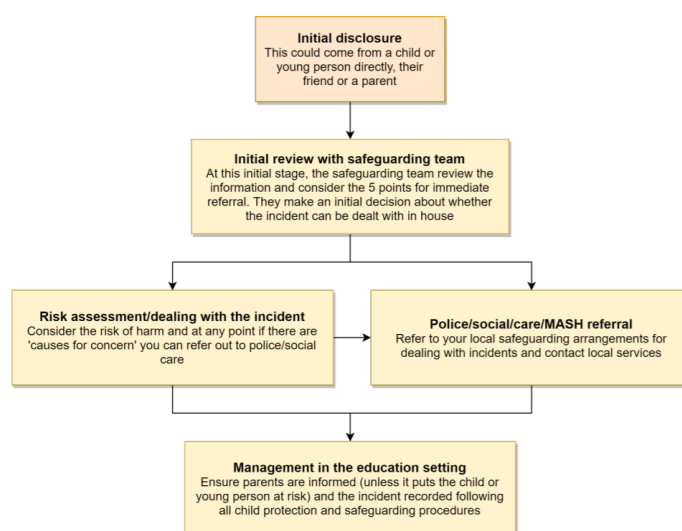 Initial disclosure
This could come from a child or
young person directly, their
friend or a parent
Initial review with safeguarding team
At this initial stage, the safeguarding team review the
information and consider the 5 points for immediate
referral. They make an initial decision about whether
the incident can be dealt with in house
Risk assessment/dealing with the incident
Consider the risk of harm and at any point if there are
'causes for concern' you can refer out to police/social
care
Police/social/care/MASH referral
Refer to your local safeguarding arrangements for
dealing with incidents and contact local services
Management in the education setting
Ensure parents are informed (unless it puts the child or
young person at risk) and the incident recorded following
all child protection and safeguarding procedures